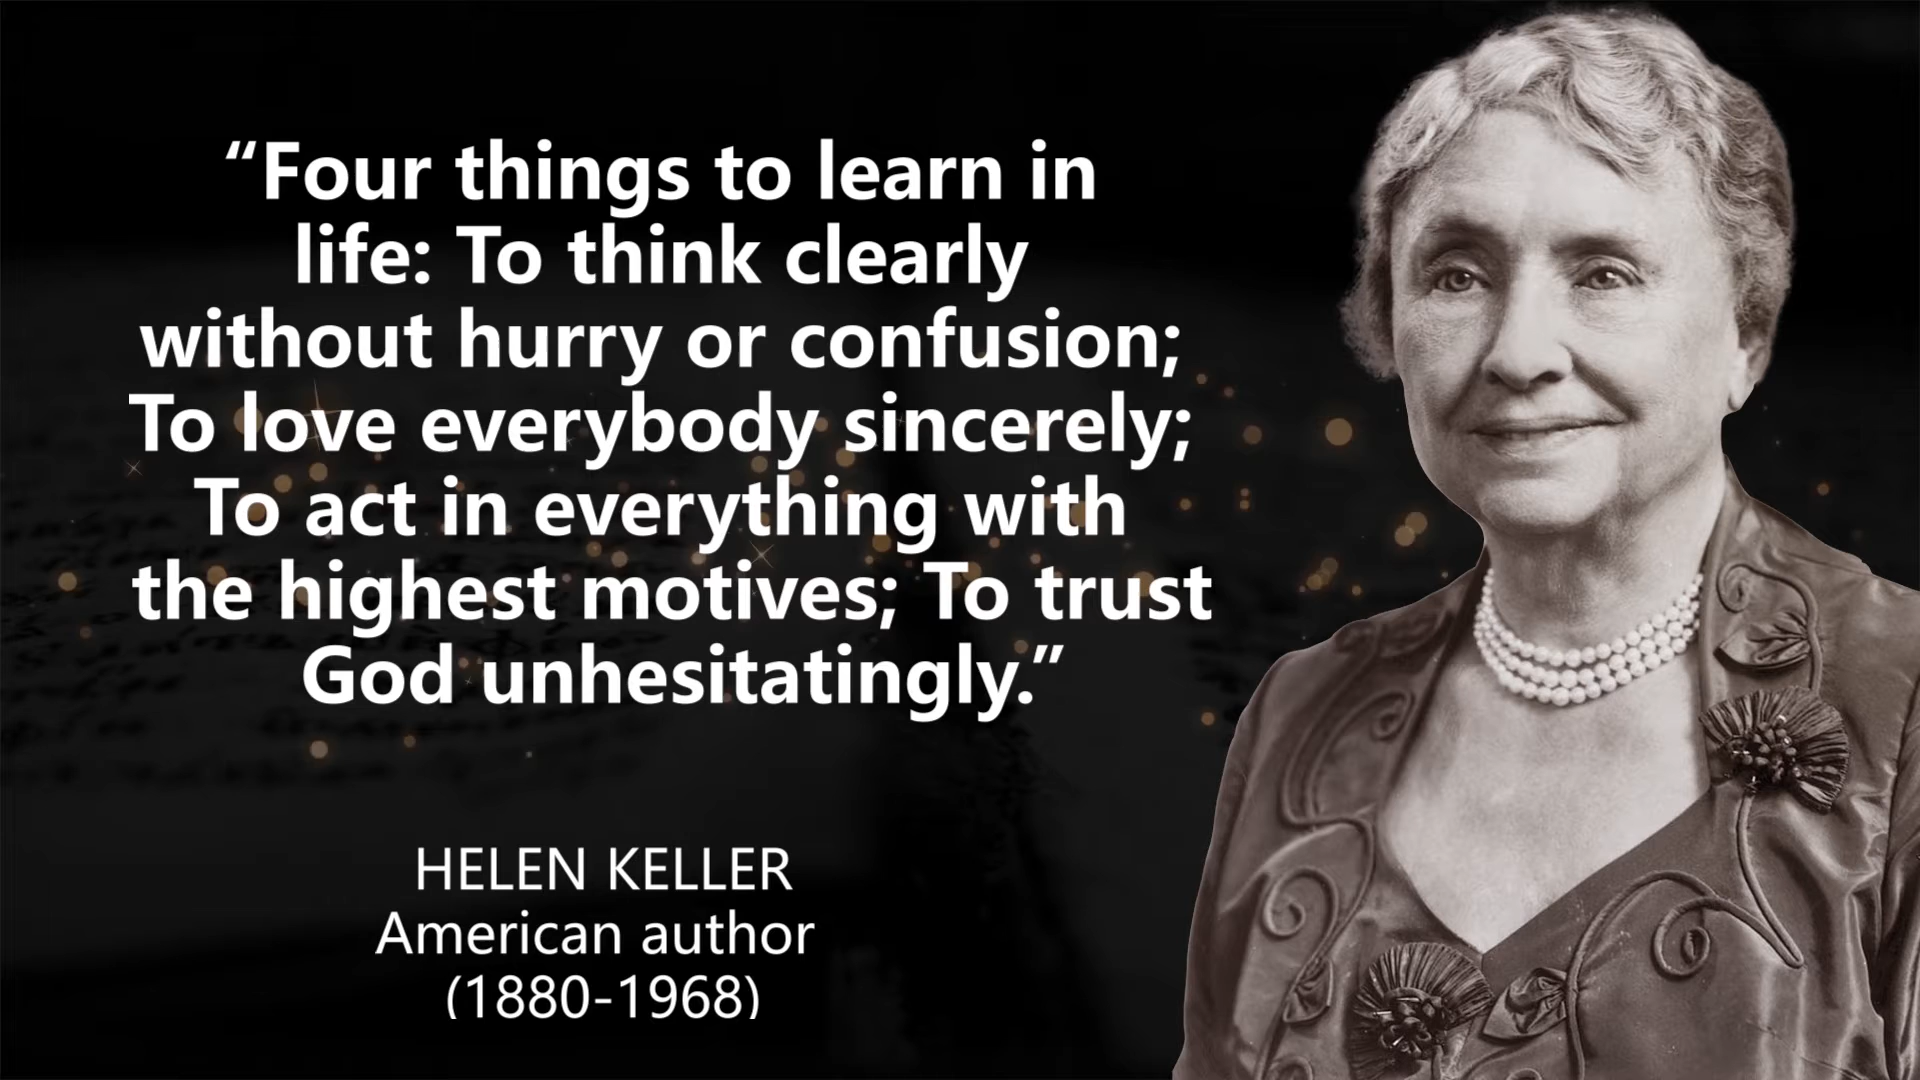 “Four things to learn in
life: To think clearly
without hurry or confusion;
To love everybody sincerely;
To act in everything with
the highest motives; To trust
God unhesitatingly.”
HELEN KELLER
American author
(1880-1968)